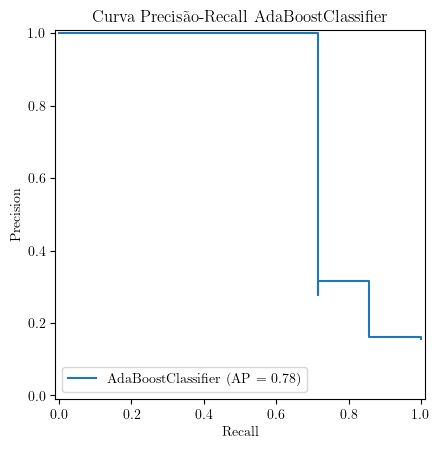 Curva Precisão-Recall AdaBoostClassifier
1.0
0.8
0.6
0.4
0.2
0.0
Precision
AdaBoostClassifier (AP = 0.78)
0.0 0.2 0.4 0.6 0.8 1.0
Recall